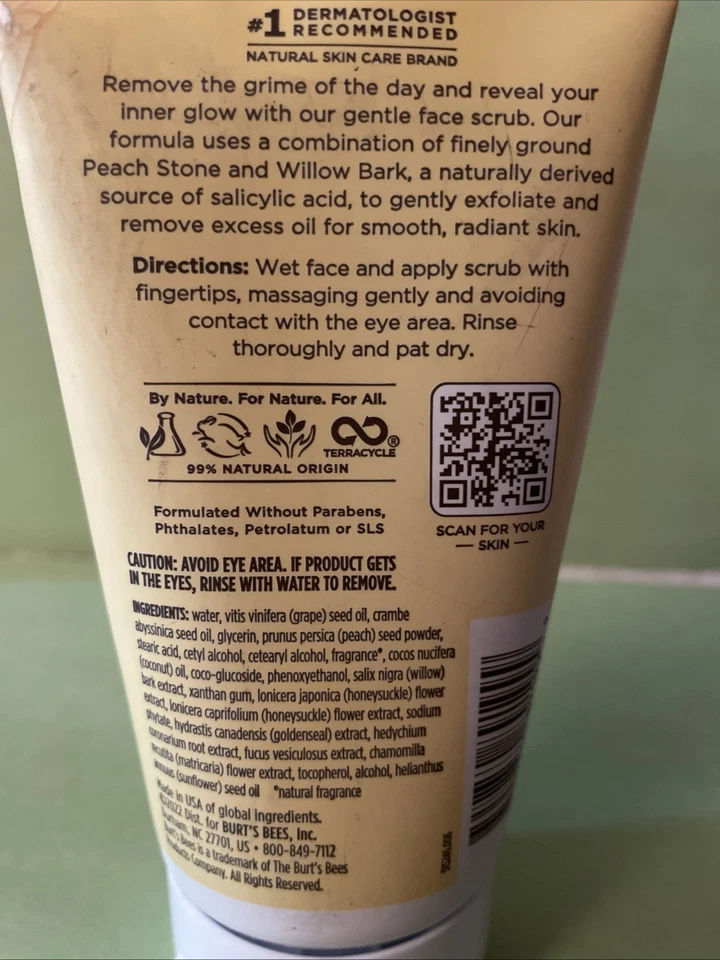 #1 DERMATOLOGIST RECOMMENDED
NATURAL SKIN CARE BRAND
Remove the grime of the day and reveal your
inner glow with our gentle face scrub. Our
formula uses a combination of finely ground
Peach Stone and Willow Bark, a naturally derived
source of salicylic acid, to gently exfoliate and
remove excess oil for smooth, radiant skin.
Directions: Wet face and apply scrub with
fingertips, massaging gently and avoiding
contact with the eye area. Rinse
thoroughly and pat dry.
By Nature. For Nature. For All.
TERRACYCLE®
99% NATURAL ORIGIN
Formulated Without Parabens,
Phthalates, Petrolatum or SLS
SCAN FOR YOUR
— SKIN —
CAUTION: AVOID EYE AREA. IF PRODUCT GETS
IN THE EYES, RINSE WITH WATER TO REMOVE.
INGREDIENTS: water, vitis vinifera (grape) seed oil, crambe
abyssinica seed oil, glycerin, prunus persica (peach) seed powder,
stearic acid, cetyl alcohol, cetearyl alcohol, fragrance*, cocos nucifera
(coconut) oil, coco-glucoside, phenoxyethanol, salix nigra (willow)
bark extract, xanthan gum, lonicera japonica (honeysuckle) flower
extract, lonicera caprifolium (honeysuckle) flower extract, sodium
phytate, hydrastis canadensis (goldenseal) extract, hedychium
coronarium root extract, fucus vesiculosus extract, chamomilla
recutita (matricaria) flower extract, tocopherol, alcohol, helianthus
annuus (sunflower) seed oil *natural fragrance
Made in USA of global ingredients.
©2022 Dist. for BURT'S BEES, Inc.
Durham, NC 27701, US • 800-849-7112
Burt's Bees is a trademark of The Burt's Bees
Products Company. All Rights Reserved.